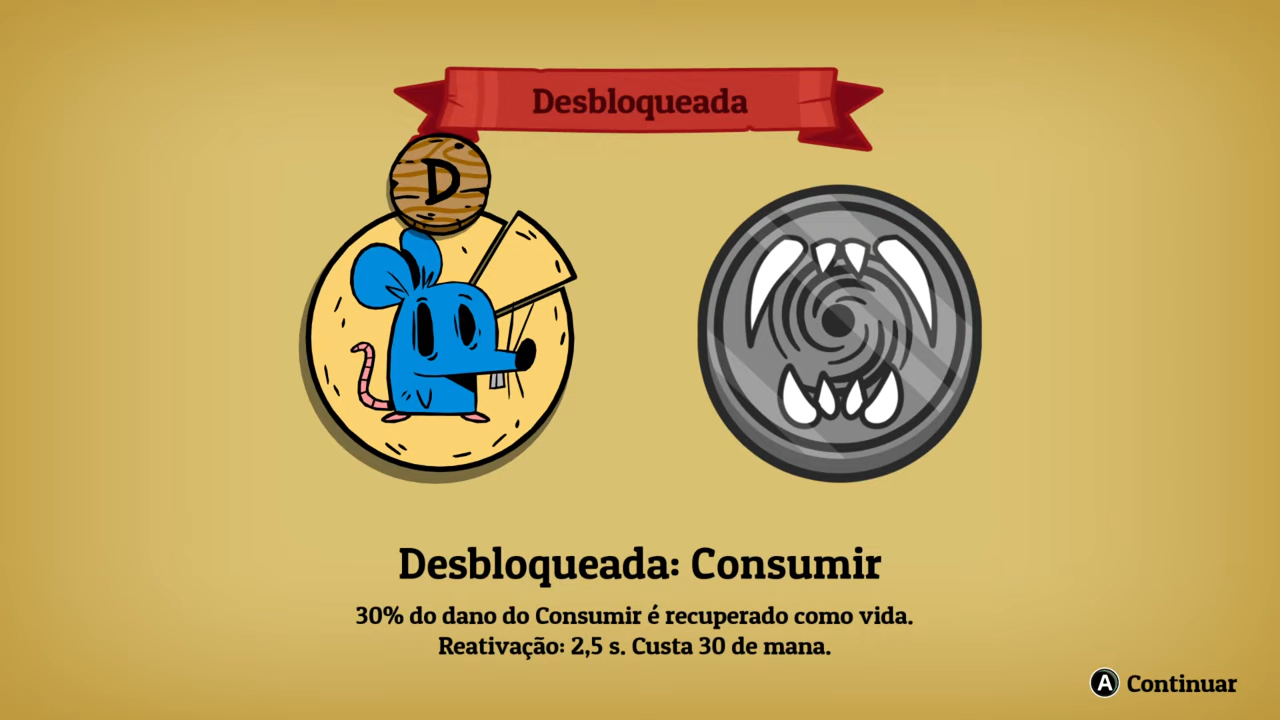 Desbloqueada
D
Desbloqueada: Consumir
30% do dano do Consumir é recuperado como vida.
Reativação: 2,5 s. Custa 30 de mana.
A Continuar